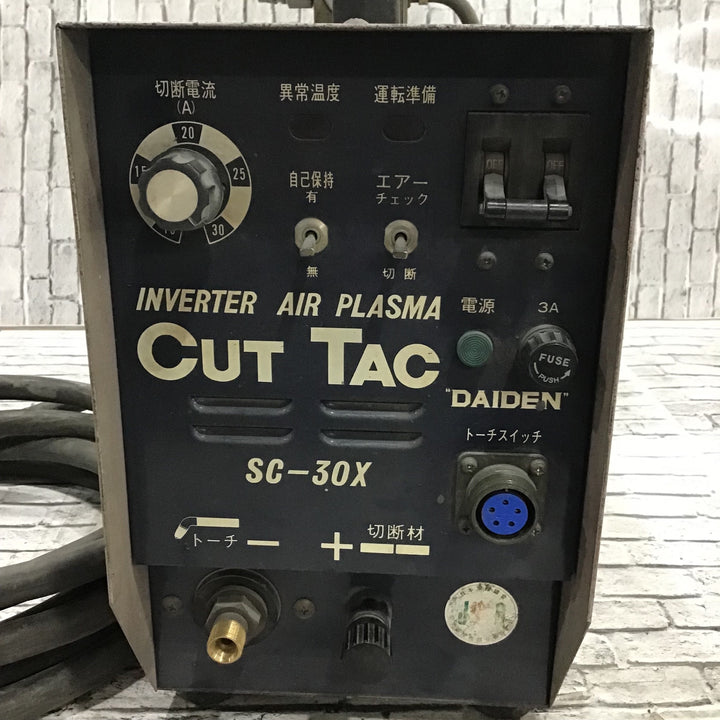 切断電流
(A)
異常温度
運転準備
15
20
25
30
10
自己保持
有
無
エアー
チェック
切断
OFF
OFF
INVERTER AIR PLASMA
CUT TAC
電源
3A
FUSE
PUSH
"DAIDEN"
トーチスイッチ
SC-30X
トーチ −
+ 切断材